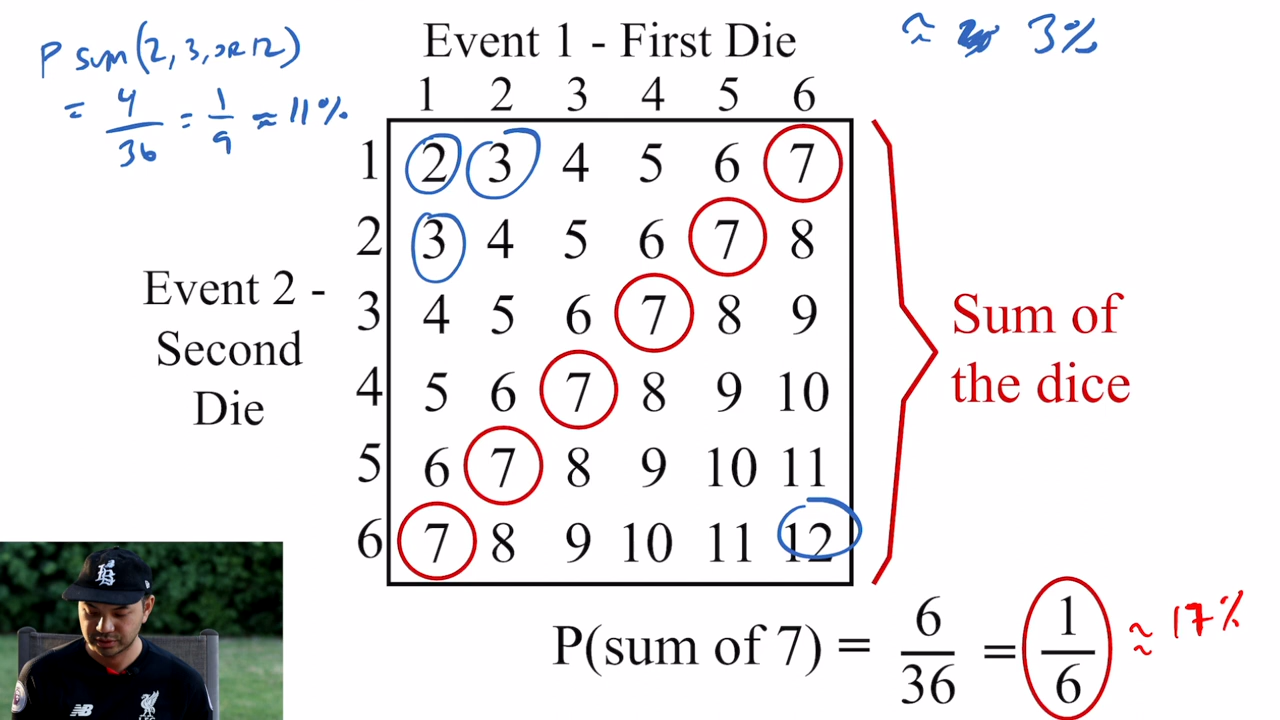 P sum(2, 3, or 12)
= 4/36 = 1/9 ≈ 11%
≈ 3%
Event 1 - First Die
1 2 3 4 5 6
1 2 3 4 5 6 7
2 3 4 5 6 7 8
3 4 5 6 7 8 9
4 5 6 7 8 9 10
5 6 7 8 9 10 11
6 7 8 9 10 11 12
Event 2 -
Second
Die
Sum of
the dice
P(sum of 7) = 6/36 = 1/6 ≈ 17%
NB